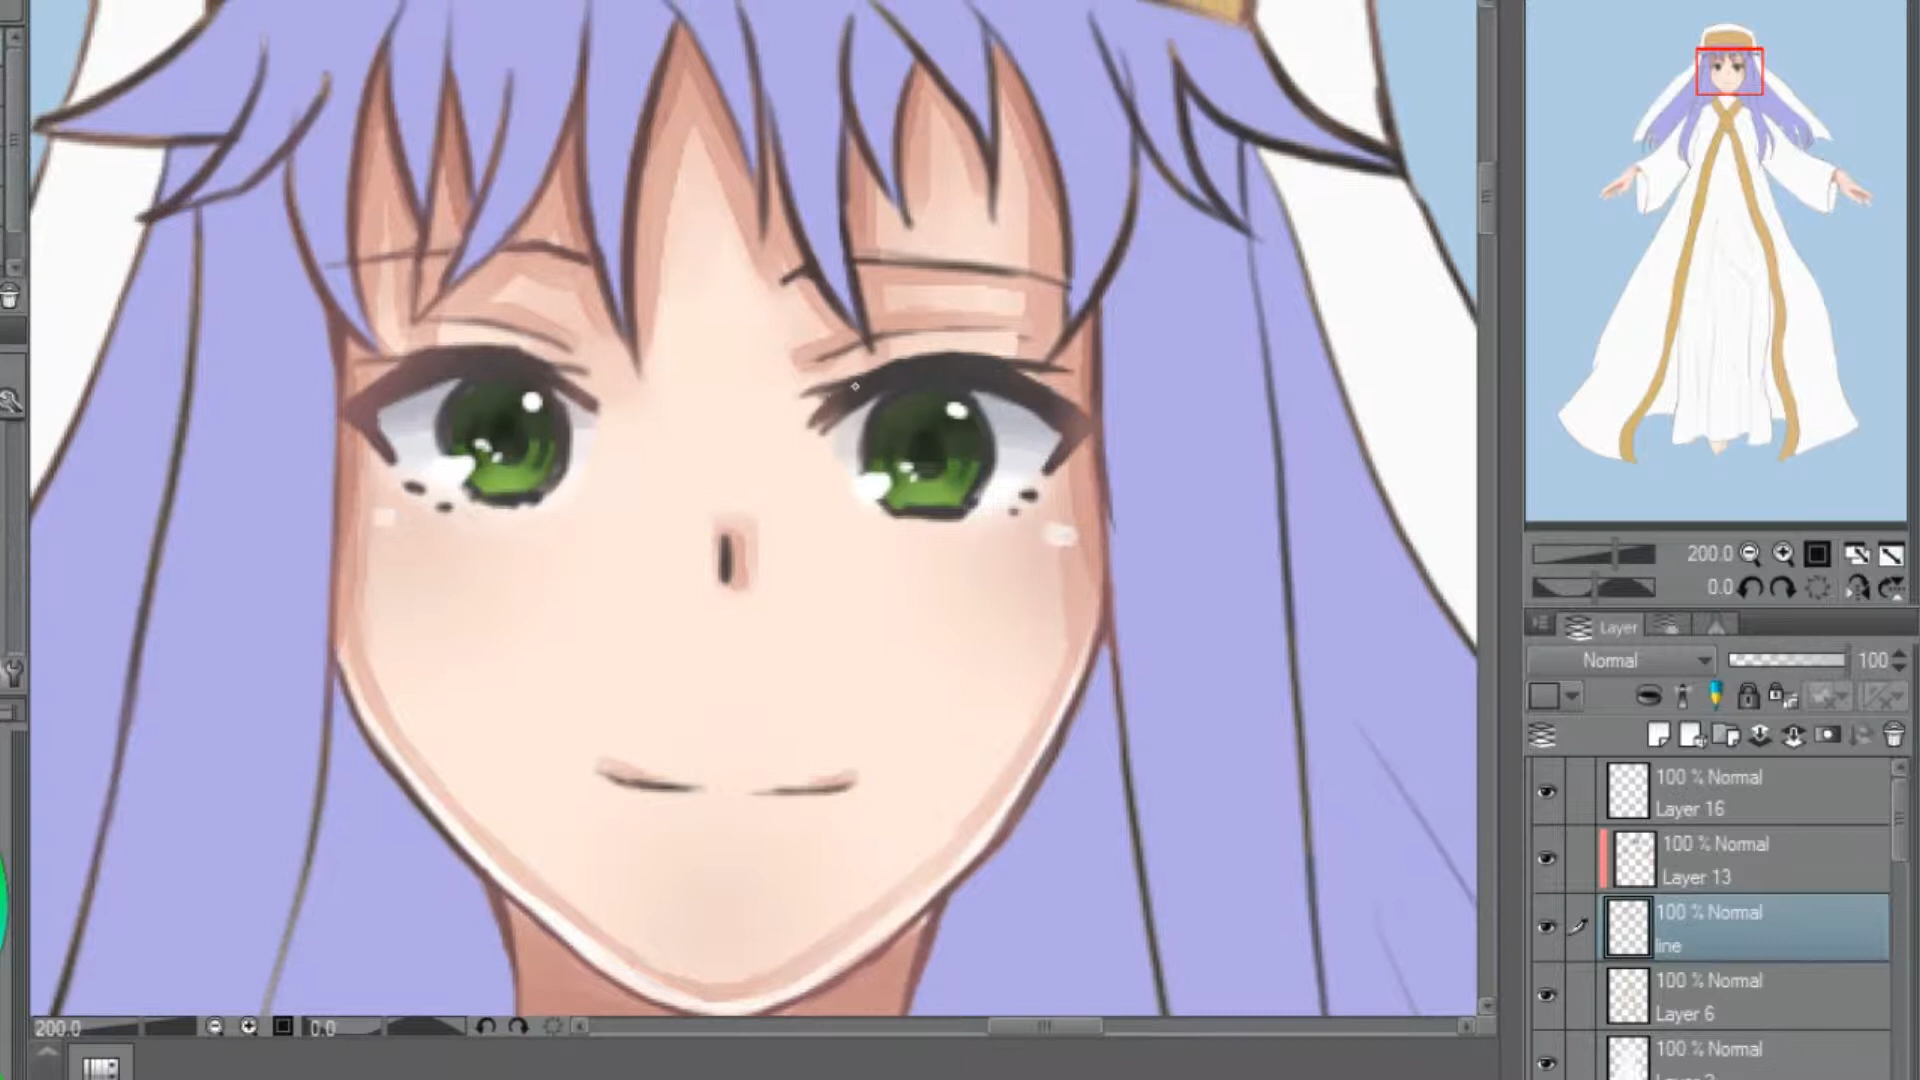 200.0
0.0
Layer
Normal
100
100 % Normal
Layer 16
100 % Normal
Layer 13
100 % Normal
line
100 % Normal
Layer 6
100 % Normal
200.0
0.0